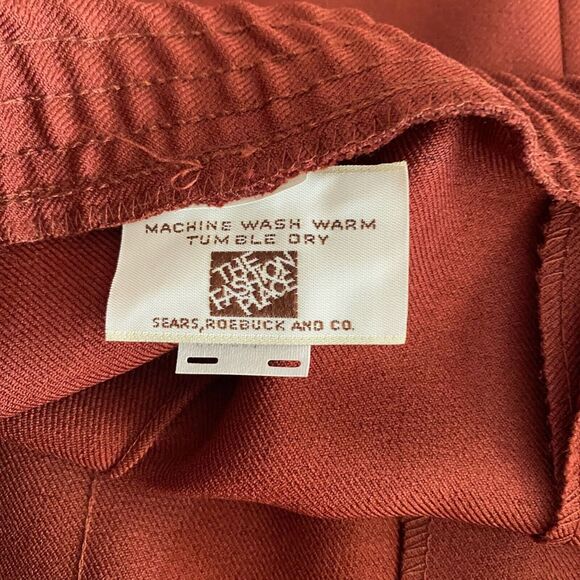 MACHINE WASH WARM
TUMBLE DRY
THE
FASHION
PLACE
SEARS, ROEBUCK AND CO.